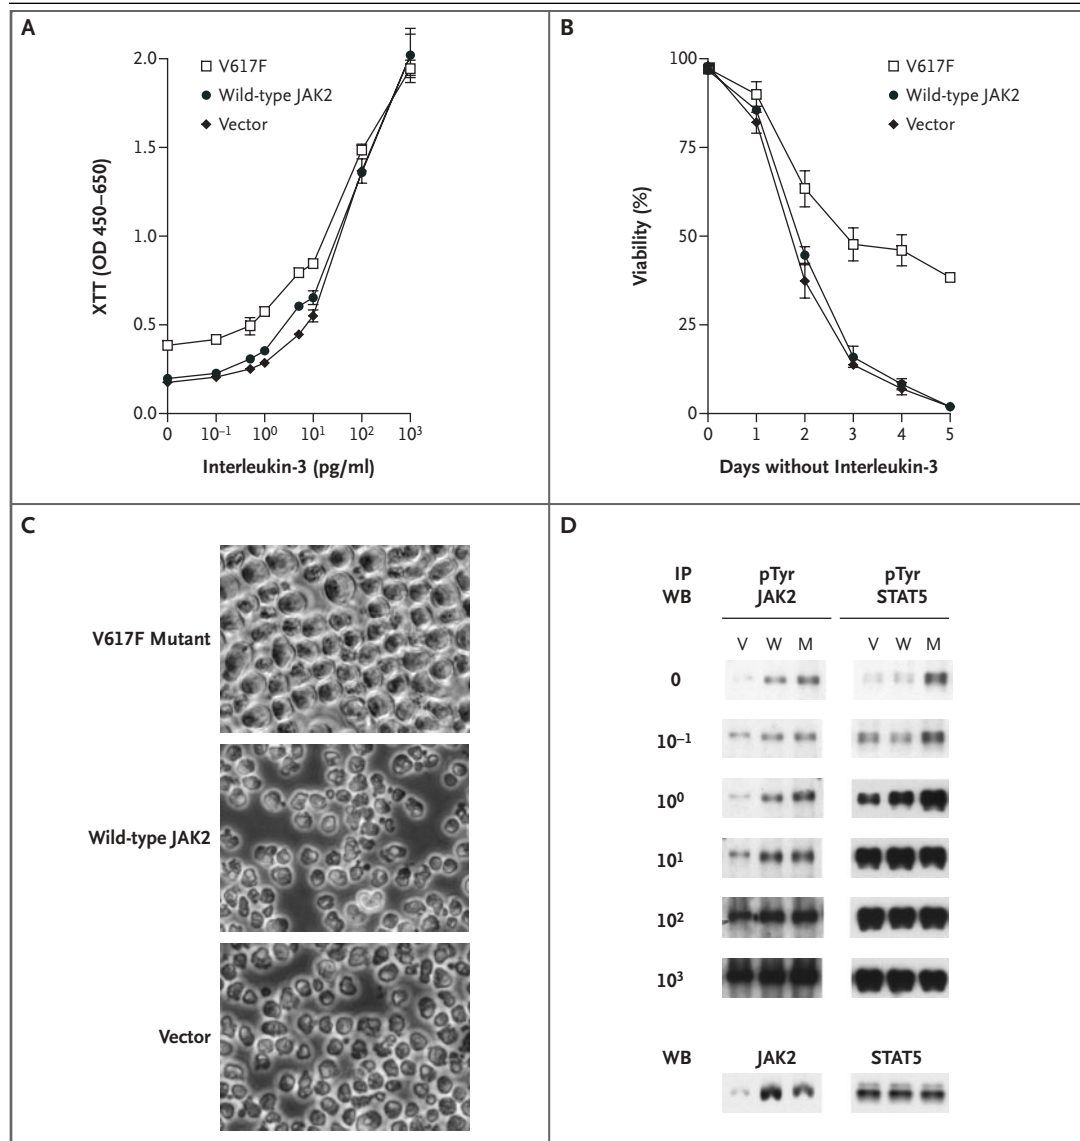 A
2.0
1.5
1.0
0.5
0.0
XTT (OD 450–650)
V617F
Wild-type JAK2
Vector
0 10⁻¹ 10⁰ 10¹ 10² 10³
Interleukin-3 (pg/ml)
B
100
75
50
25
0
Viability (%)
V617F
Wild-type JAK2
Vector
0 1 2 3 4 5
Days without Interleukin-3
C
V617F Mutant
Wild-type JAK2
Vector
D
IP pTyr pTyr
WB JAK2 STAT5
V W M V W M
0
10⁻¹
10⁰
10¹
10²
10³
WB JAK2 STAT5